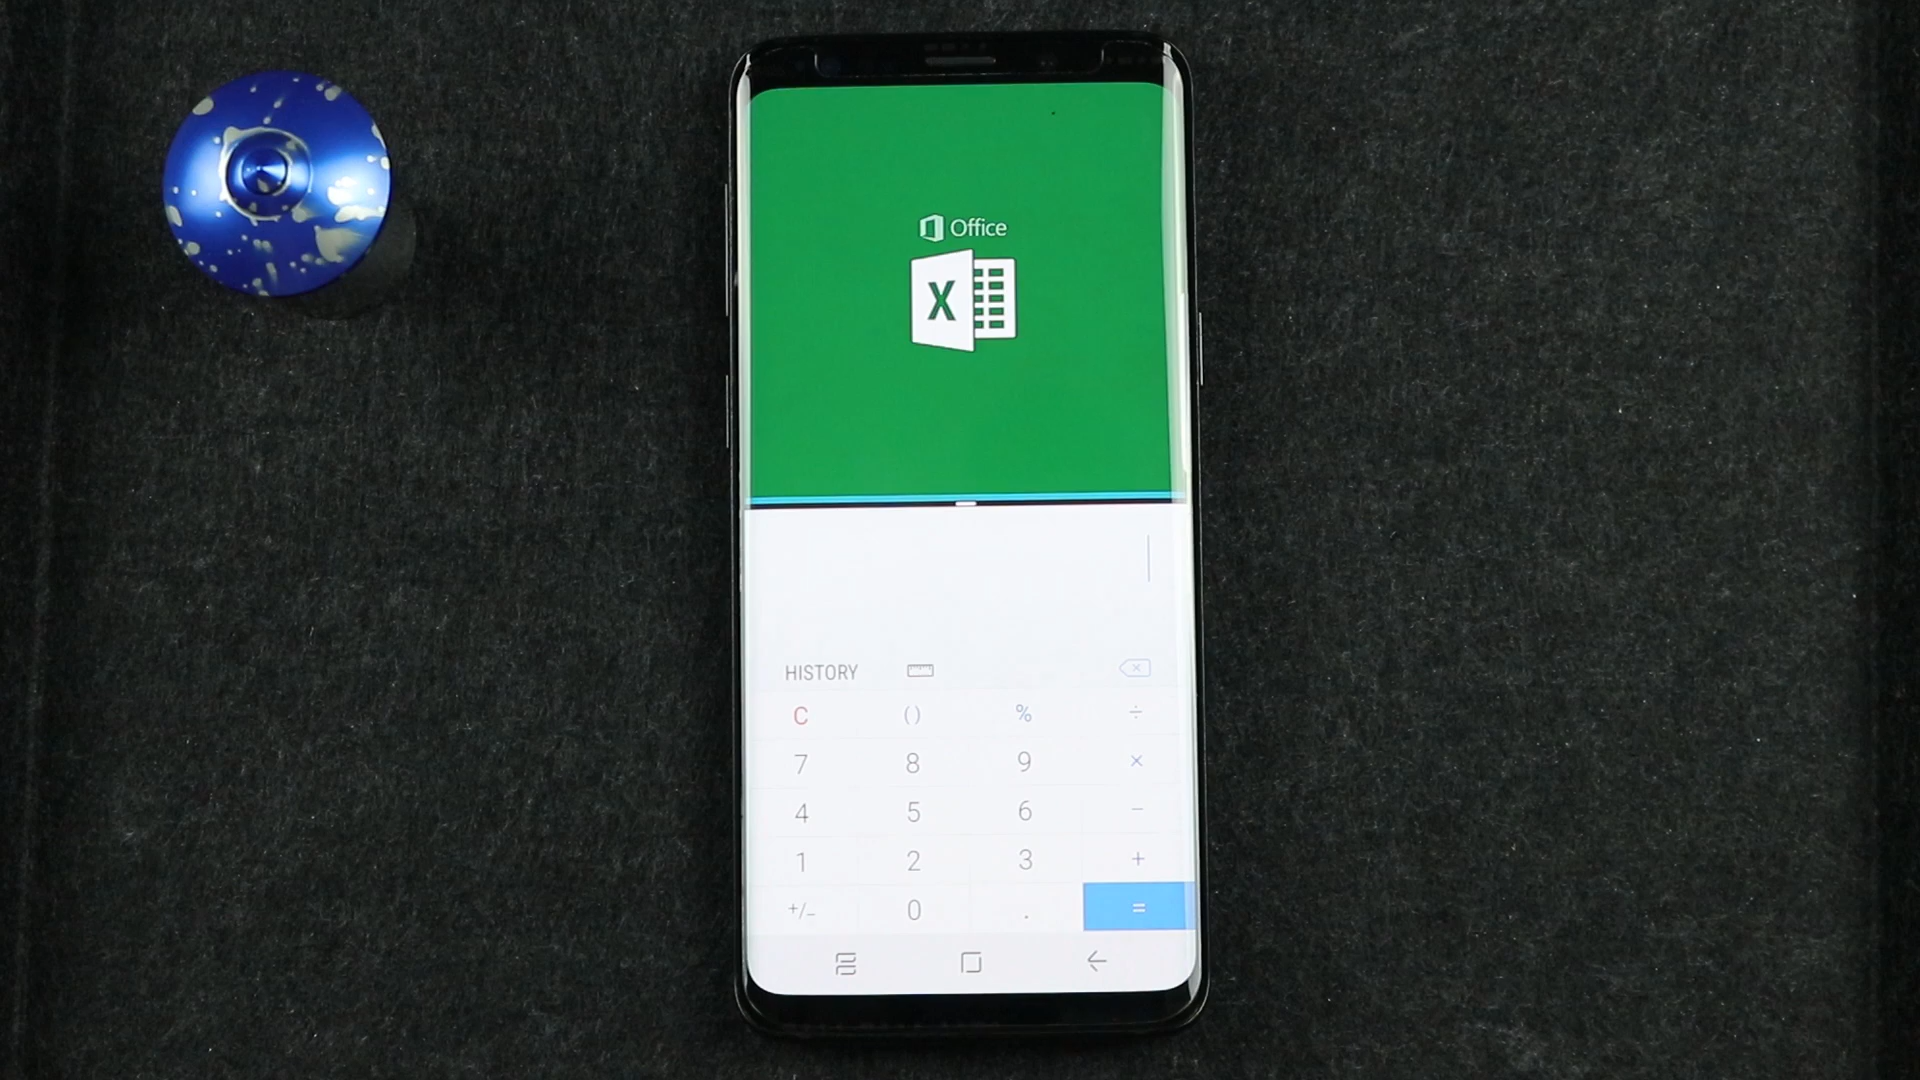 Office
X
HISTORY
C () % ÷
7 8 9 ×
4 5 6 −
1 2 3 +
+/− 0 . =